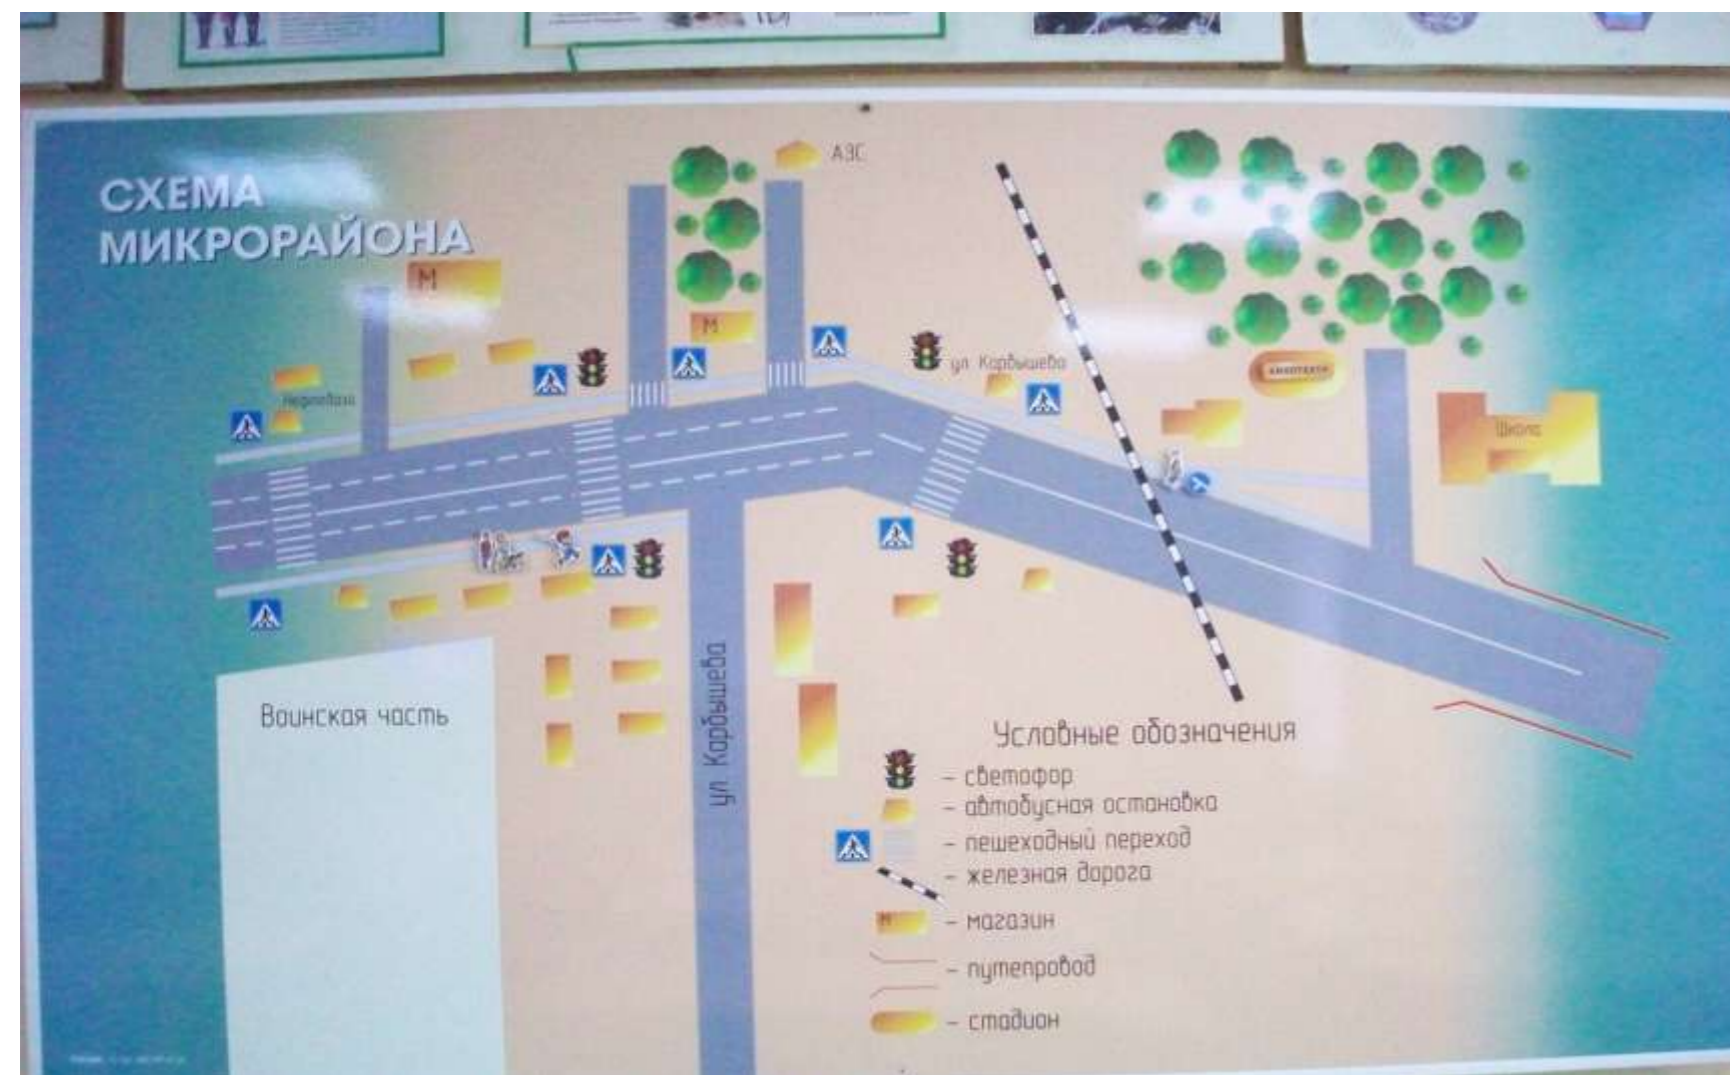 СХЕМА
МИКРОРАЙОНА
АЗС
М
М
ул Карбышева
Нефтебаза
Школа
Воинская часть
ул Карбышева
Условные обозначения
– светофор
– автобусная остановка
– пешеходный переход
– железная дорога
М – магазин
– путепровод
– стадион